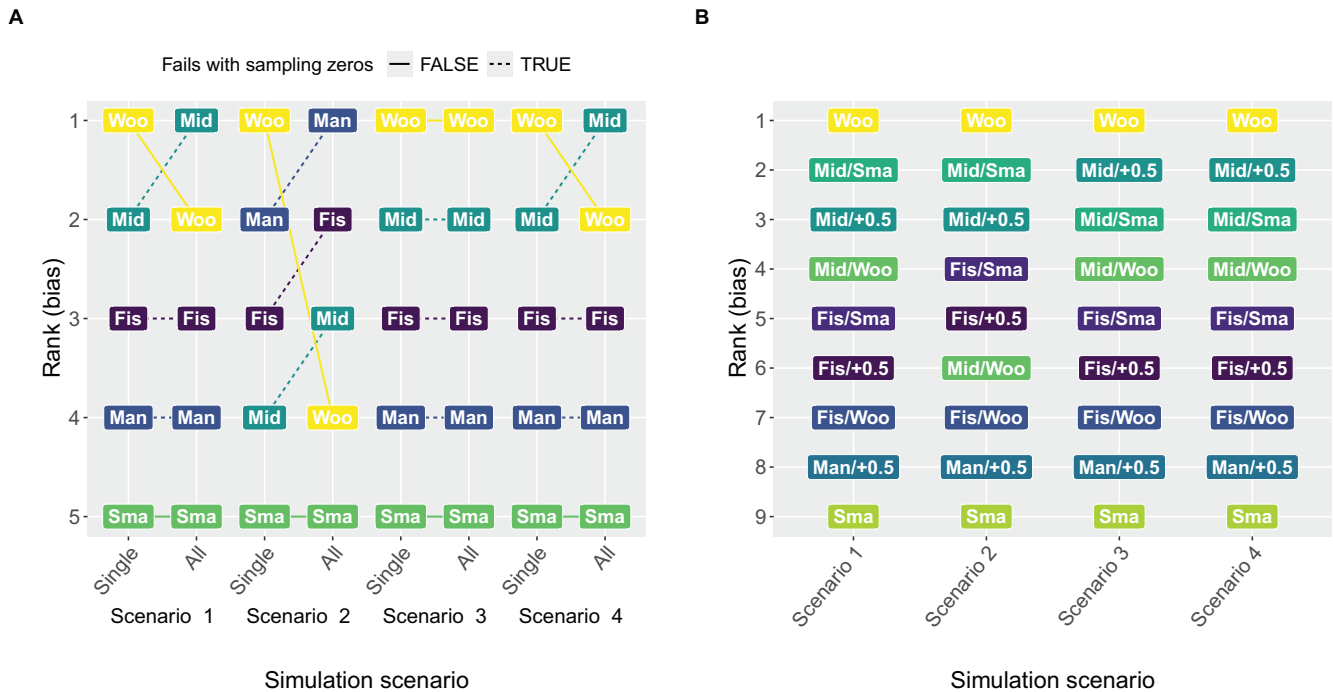 A
Fails with sampling zeros FALSE TRUE
Rank (bias)
1 Woo Mid Woo Man Woo Woo Woo Mid
2 Mid Woo Man Fis Mid Mid Mid Woo
3 Fis Fis Fis Mid Fis Fis Fis Fis
4 Man Man Mid Woo Man Man Man Man
5 Sma Sma Sma Sma Sma Sma Sma Sma
Single All Single All Single All Single All
Scenario 1 Scenario 2 Scenario 3 Scenario 4
Simulation scenario
B
Rank (bias)
1 Woo Woo Woo Woo
2 Mid/Sma Mid/Sma Mid/+0.5 Mid/+0.5
3 Mid/+0.5 Mid/+0.5 Mid/Sma Mid/Sma
4 Mid/Woo Fis/Sma Mid/Woo Mid/Woo
5 Fis/Sma Fis/+0.5 Fis/Sma Fis/Sma
6 Fis/+0.5 Mid/Woo Fis/+0.5 Fis/+0.5
7 Fis/Woo Fis/Woo Fis/Woo Fis/Woo
8 Man/+0.5 Man/+0.5 Man/+0.5 Man/+0.5
9 Sma Sma Sma Sma
Scenario 1 Scenario 2 Scenario 3 Scenario 4
Simulation scenario